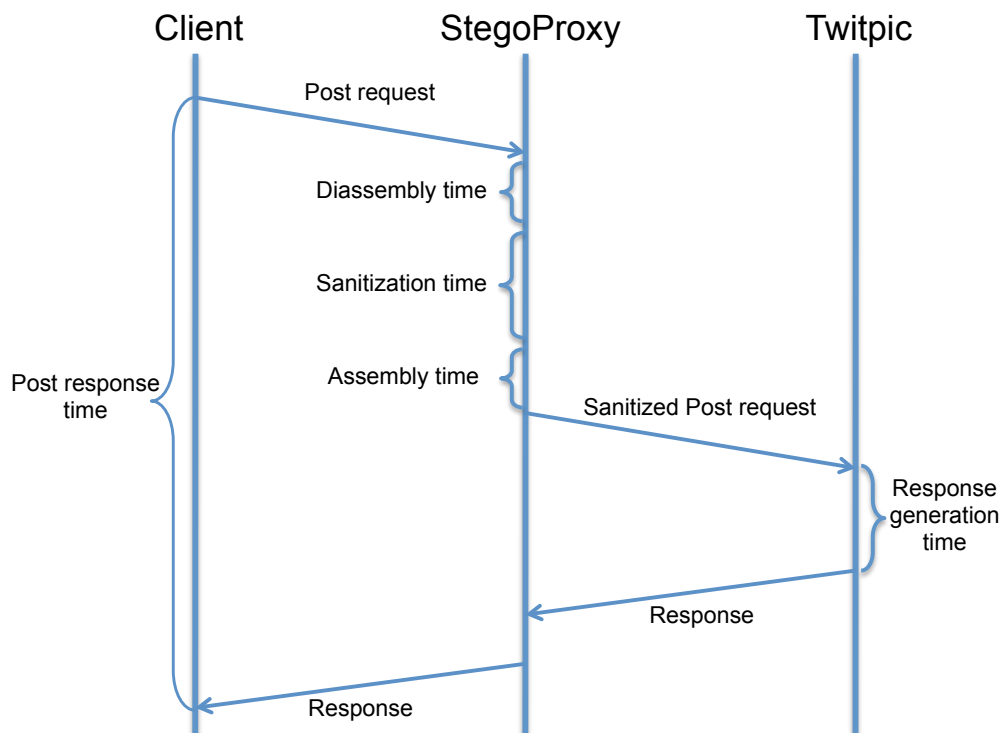 Client
StegoProxy
Twitpic
Post request
Diassembly time
Sanitization time
Assembly time
Post response
time
Sanitized Post request
Response
generation
time
Response
Response